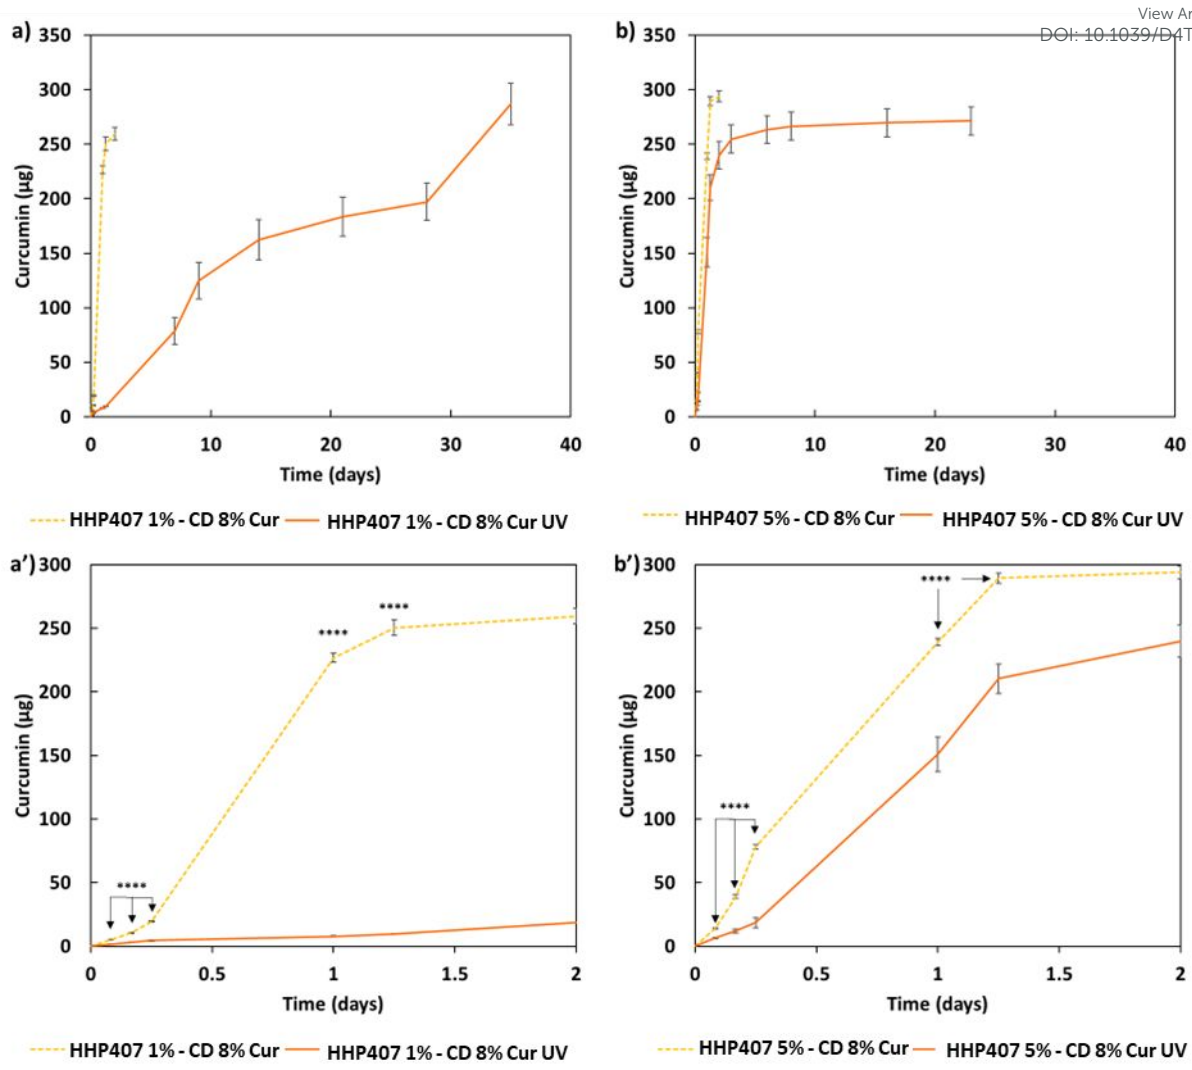 View Ar
DOI: 10.1039/D4T
a)
350
300
250
200
150
100
50
0
Curcumin (µg)
0 10 20 30 40
Time (days)
HHP407 1% - CD 8% Cur HHP407 1% - CD 8% Cur UV
b)
350
300
250
200
150
100
50
0
Curcumin (µg)
0 10 20 30 40
Time (days)
HHP407 5% - CD 8% Cur HHP407 5% - CD 8% Cur UV
a')
300
250
200
150
100
50
0
Curcumin (µg)
****
****
****
0 0.5 1 1.5 2
Time (days)
HHP407 1% - CD 8% Cur HHP407 1% - CD 8% Cur UV
b')
300
250
200
150
100
50
0
Curcumin (µg)
****
****
0 0.5 1 1.5 2
Time (days)
HHP407 5% - CD 8% Cur HHP407 5% - CD 8% Cur UV